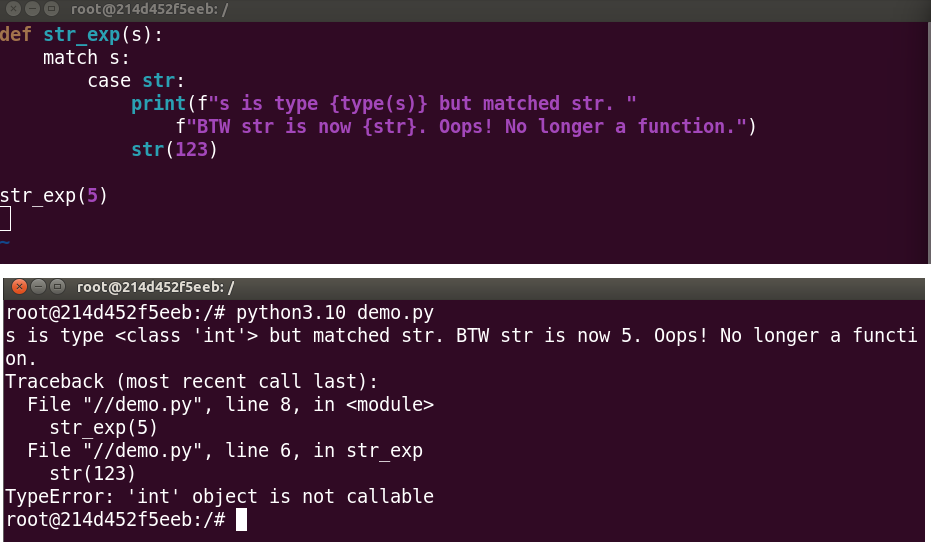 root@214d452f5eeb: /
def str_exp(s):
    match s:
        case str:
            print(f"s is type {type(s)} but matched str. "
                f"BTW str is now {str}. Oops! No longer a function.")
            str(123)
str_exp(5)
~
root@214d452f5eeb: /
root@214d452f5eeb:/# python3.10 demo.py
s is type <class 'int'> but matched str. BTW str is now 5. Oops! No longer a functi
on.
Traceback (most recent call last):
  File "//demo.py", line 8, in <module>
    str_exp(5)
  File "//demo.py", line 6, in str_exp
    str(123)
TypeError: 'int' object is not callable
root@214d452f5eeb:/#